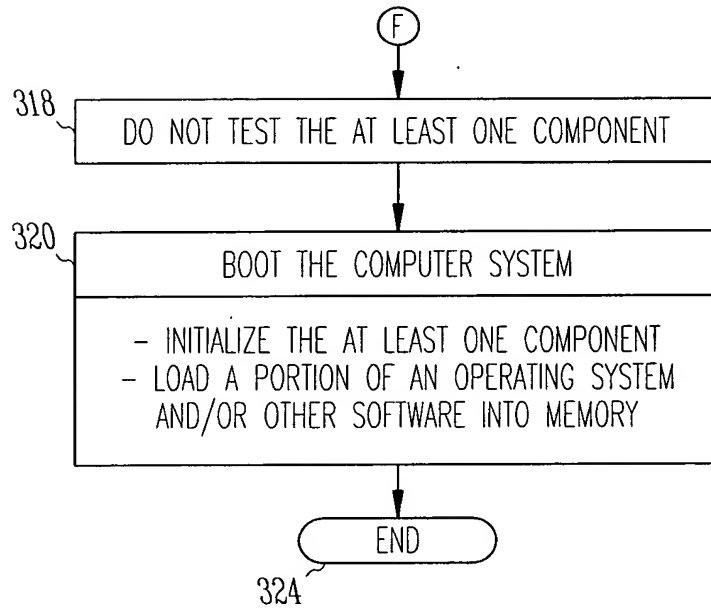 F
318
DO NOT TEST THE AT LEAST ONE COMPONENT
320
BOOT THE COMPUTER SYSTEM
- INITIALIZE THE AT LEAST ONE COMPONENT
- LOAD A PORTION OF AN OPERATING SYSTEM
AND/OR OTHER SOFTWARE INTO MEMORY
END
324